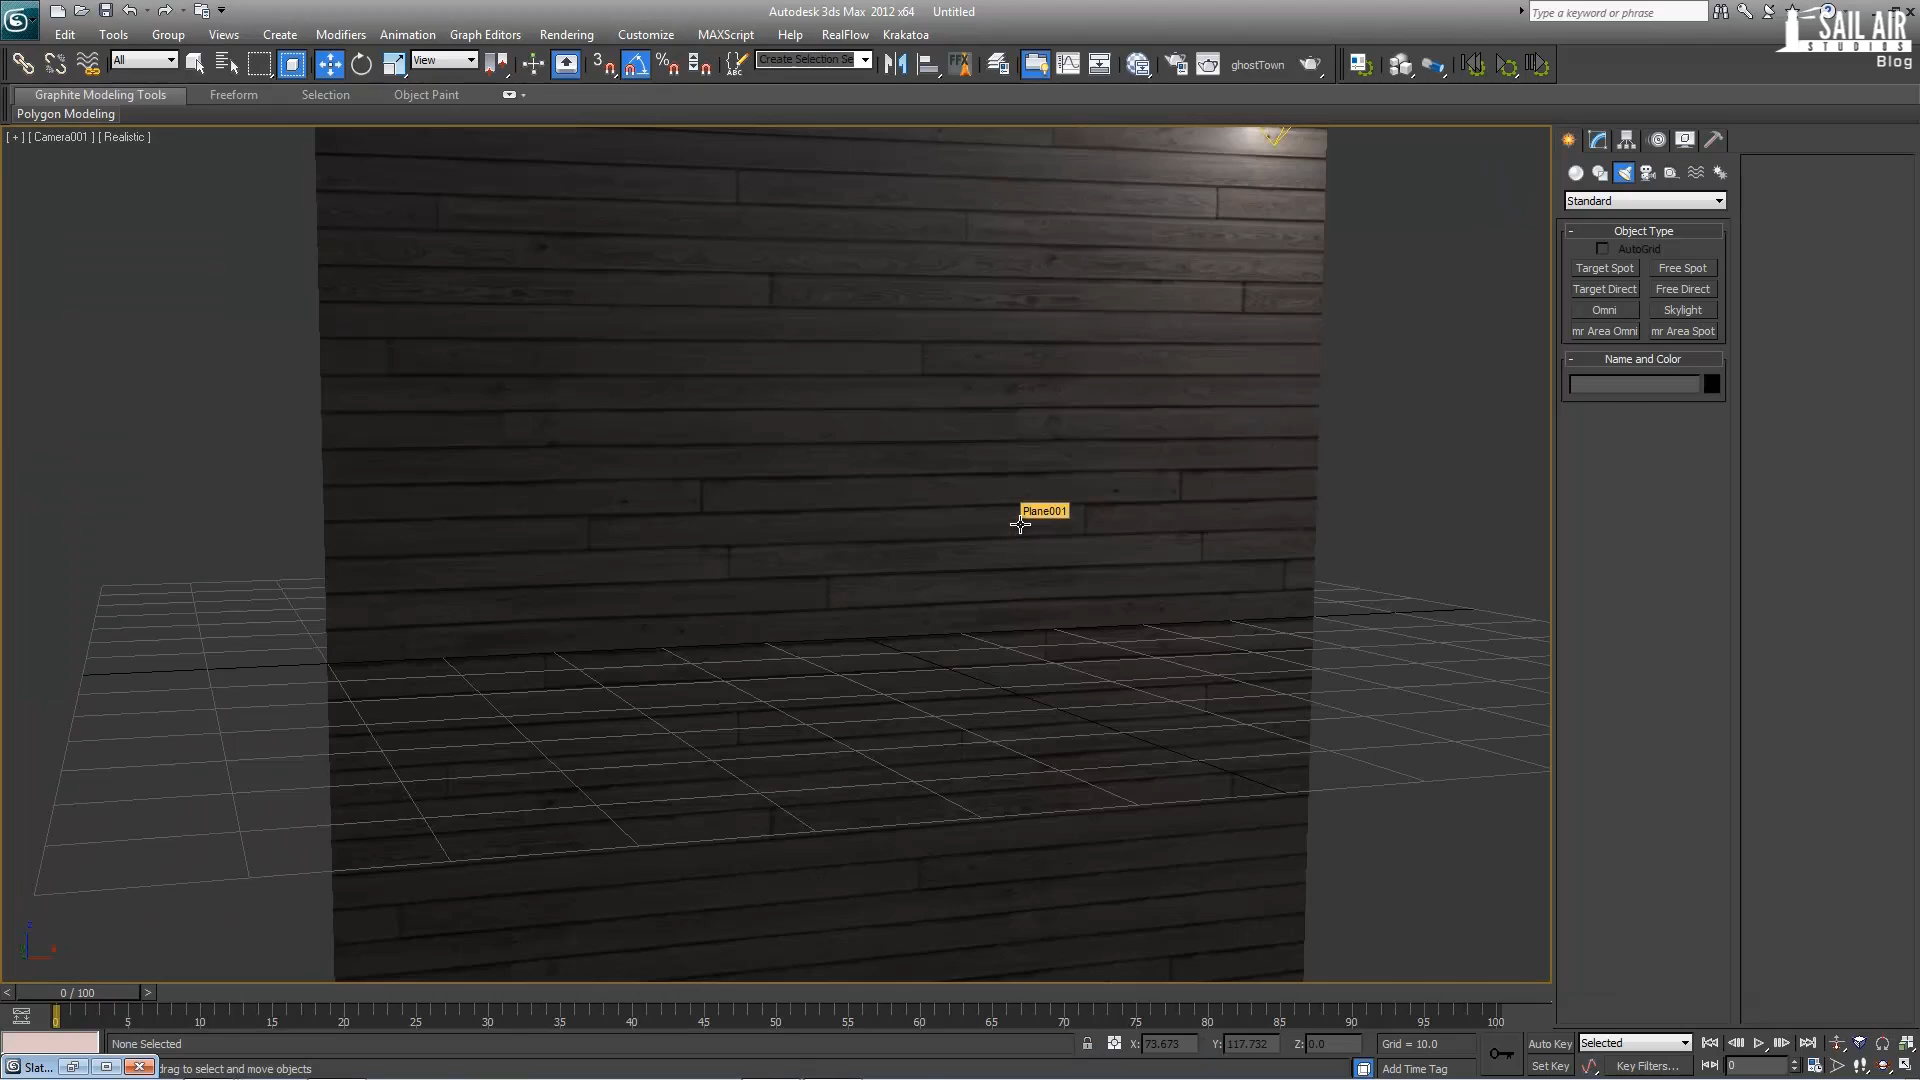 Autodesk 3ds Max 2012 x64 Untitled
Type a keyword or phrase
SAIL AIR
STUDIOS
Blog
Edit Tools Group Views Create Modifiers Animation Graph Editors Rendering Customize MAXScript Help RealFlow Krakatoa
All
View
3
Create Selection Se
FFX
ghostTown
Graphite Modeling Tools Freeform Selection Object Paint
Polygon Modeling
[ + ] [ Camera001 ] [ Realistic ]
Standard
- Object Type
AutoGrid
Target Spot Free Spot
Target Direct Free Direct
Omni Skylight
mr Area Omni mr Area Spot
- Name and Color
Plane001
z
x
< 0 / 100 >
0 5 10 15 20 25 30 35 40 45 50 55 60 65 70 75 80 85 90 95 100
None Selected X: 73.673 Y: 117.732 Z: 0.0 Grid = 10.0 Auto Key Selected
Slat... drag to select and move objects Add Time Tag Set Key Key Filters... 0